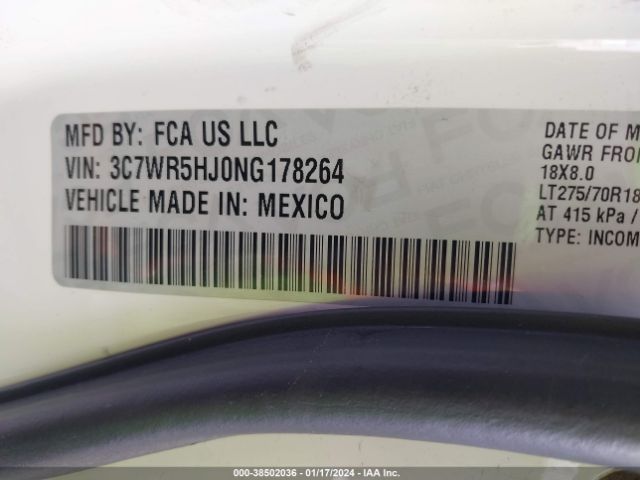 MFD BY: FCA US LLC
VIN: 3C7WR5HJ0NG178264
VEHICLE MADE IN: MEXICO
DATE OF M
GAWR FRON
18X8.0
LT275/70R18
AT 415 kPa /
TYPE: INCOM
000-38502036 - 01/17/2024 - IAA Inc.